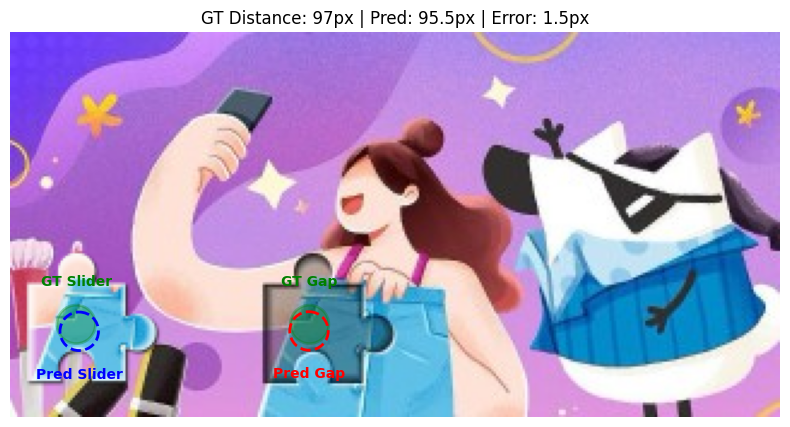 GT Distance: 97px | Pred: 95.5px | Error: 1.5px
GT Slider
GT Gap
Pred Slider
Pred Gap